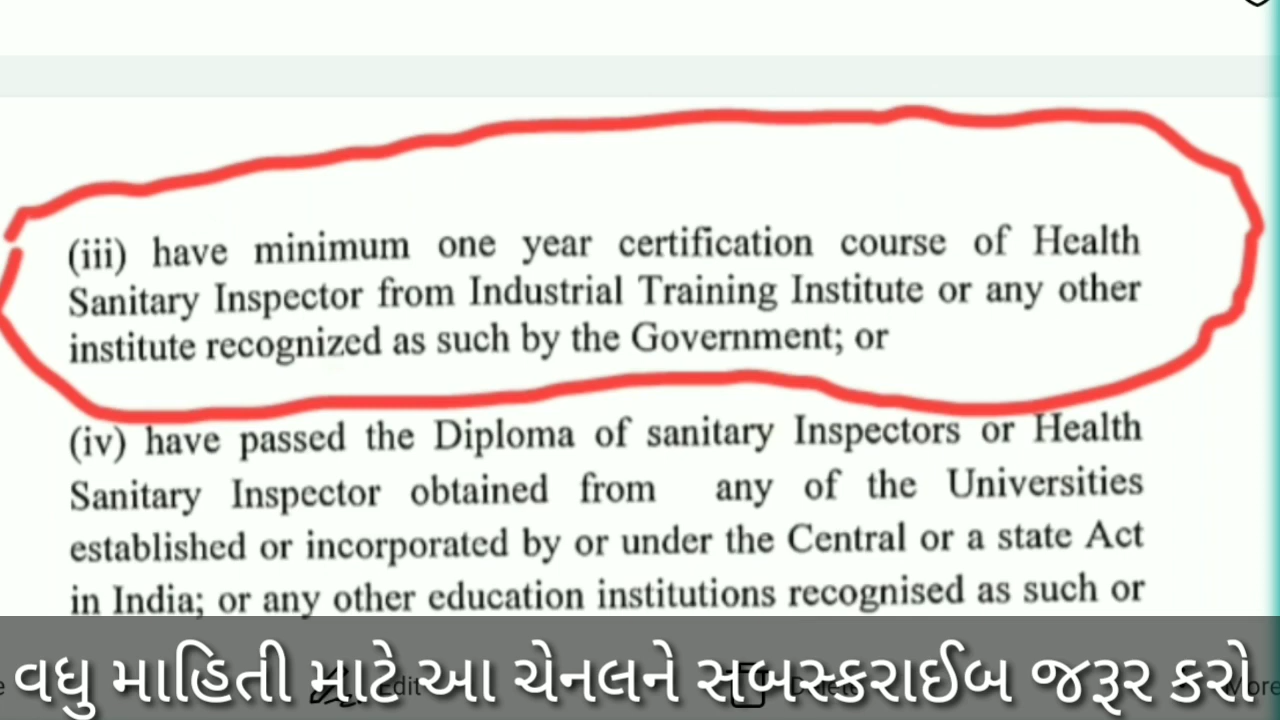 (iii) have minimum one year certification course of Health
Sanitary Inspector from Industrial Training Institute or any other
institute recognized as such by the Government; or
(iv) have passed the Diploma of sanitary Inspectors or Health
Sanitary Inspector obtained from any of the Universities
established or incorporated by or under the Central or a state Act
in India; or any other education institutions recognised as such or
વધુ માહિતી માટે આ ચેનલને સબસ્ક્રાઈબ જરૂર કરો
Edit
More